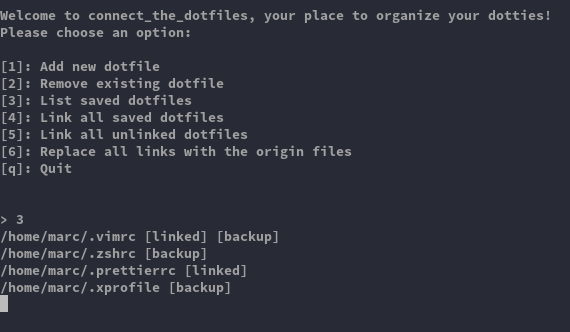 Welcome to connect_the_dotfiles, your place to organize your dotties!
Please choose an option:
[1]: Add new dotfile
[2]: Remove existing dotfile
[3]: List saved dotfiles
[4]: Link all saved dotfiles
[5]: Link all unlinked dotfiles
[6]: Replace all links with the origin files
[q]: Quit
> 3
/home/marc/.vimrc [linked] [backup]
/home/marc/.zshrc [backup]
/home/marc/.prettierrc [linked]
/home/marc/.xprofile [backup]